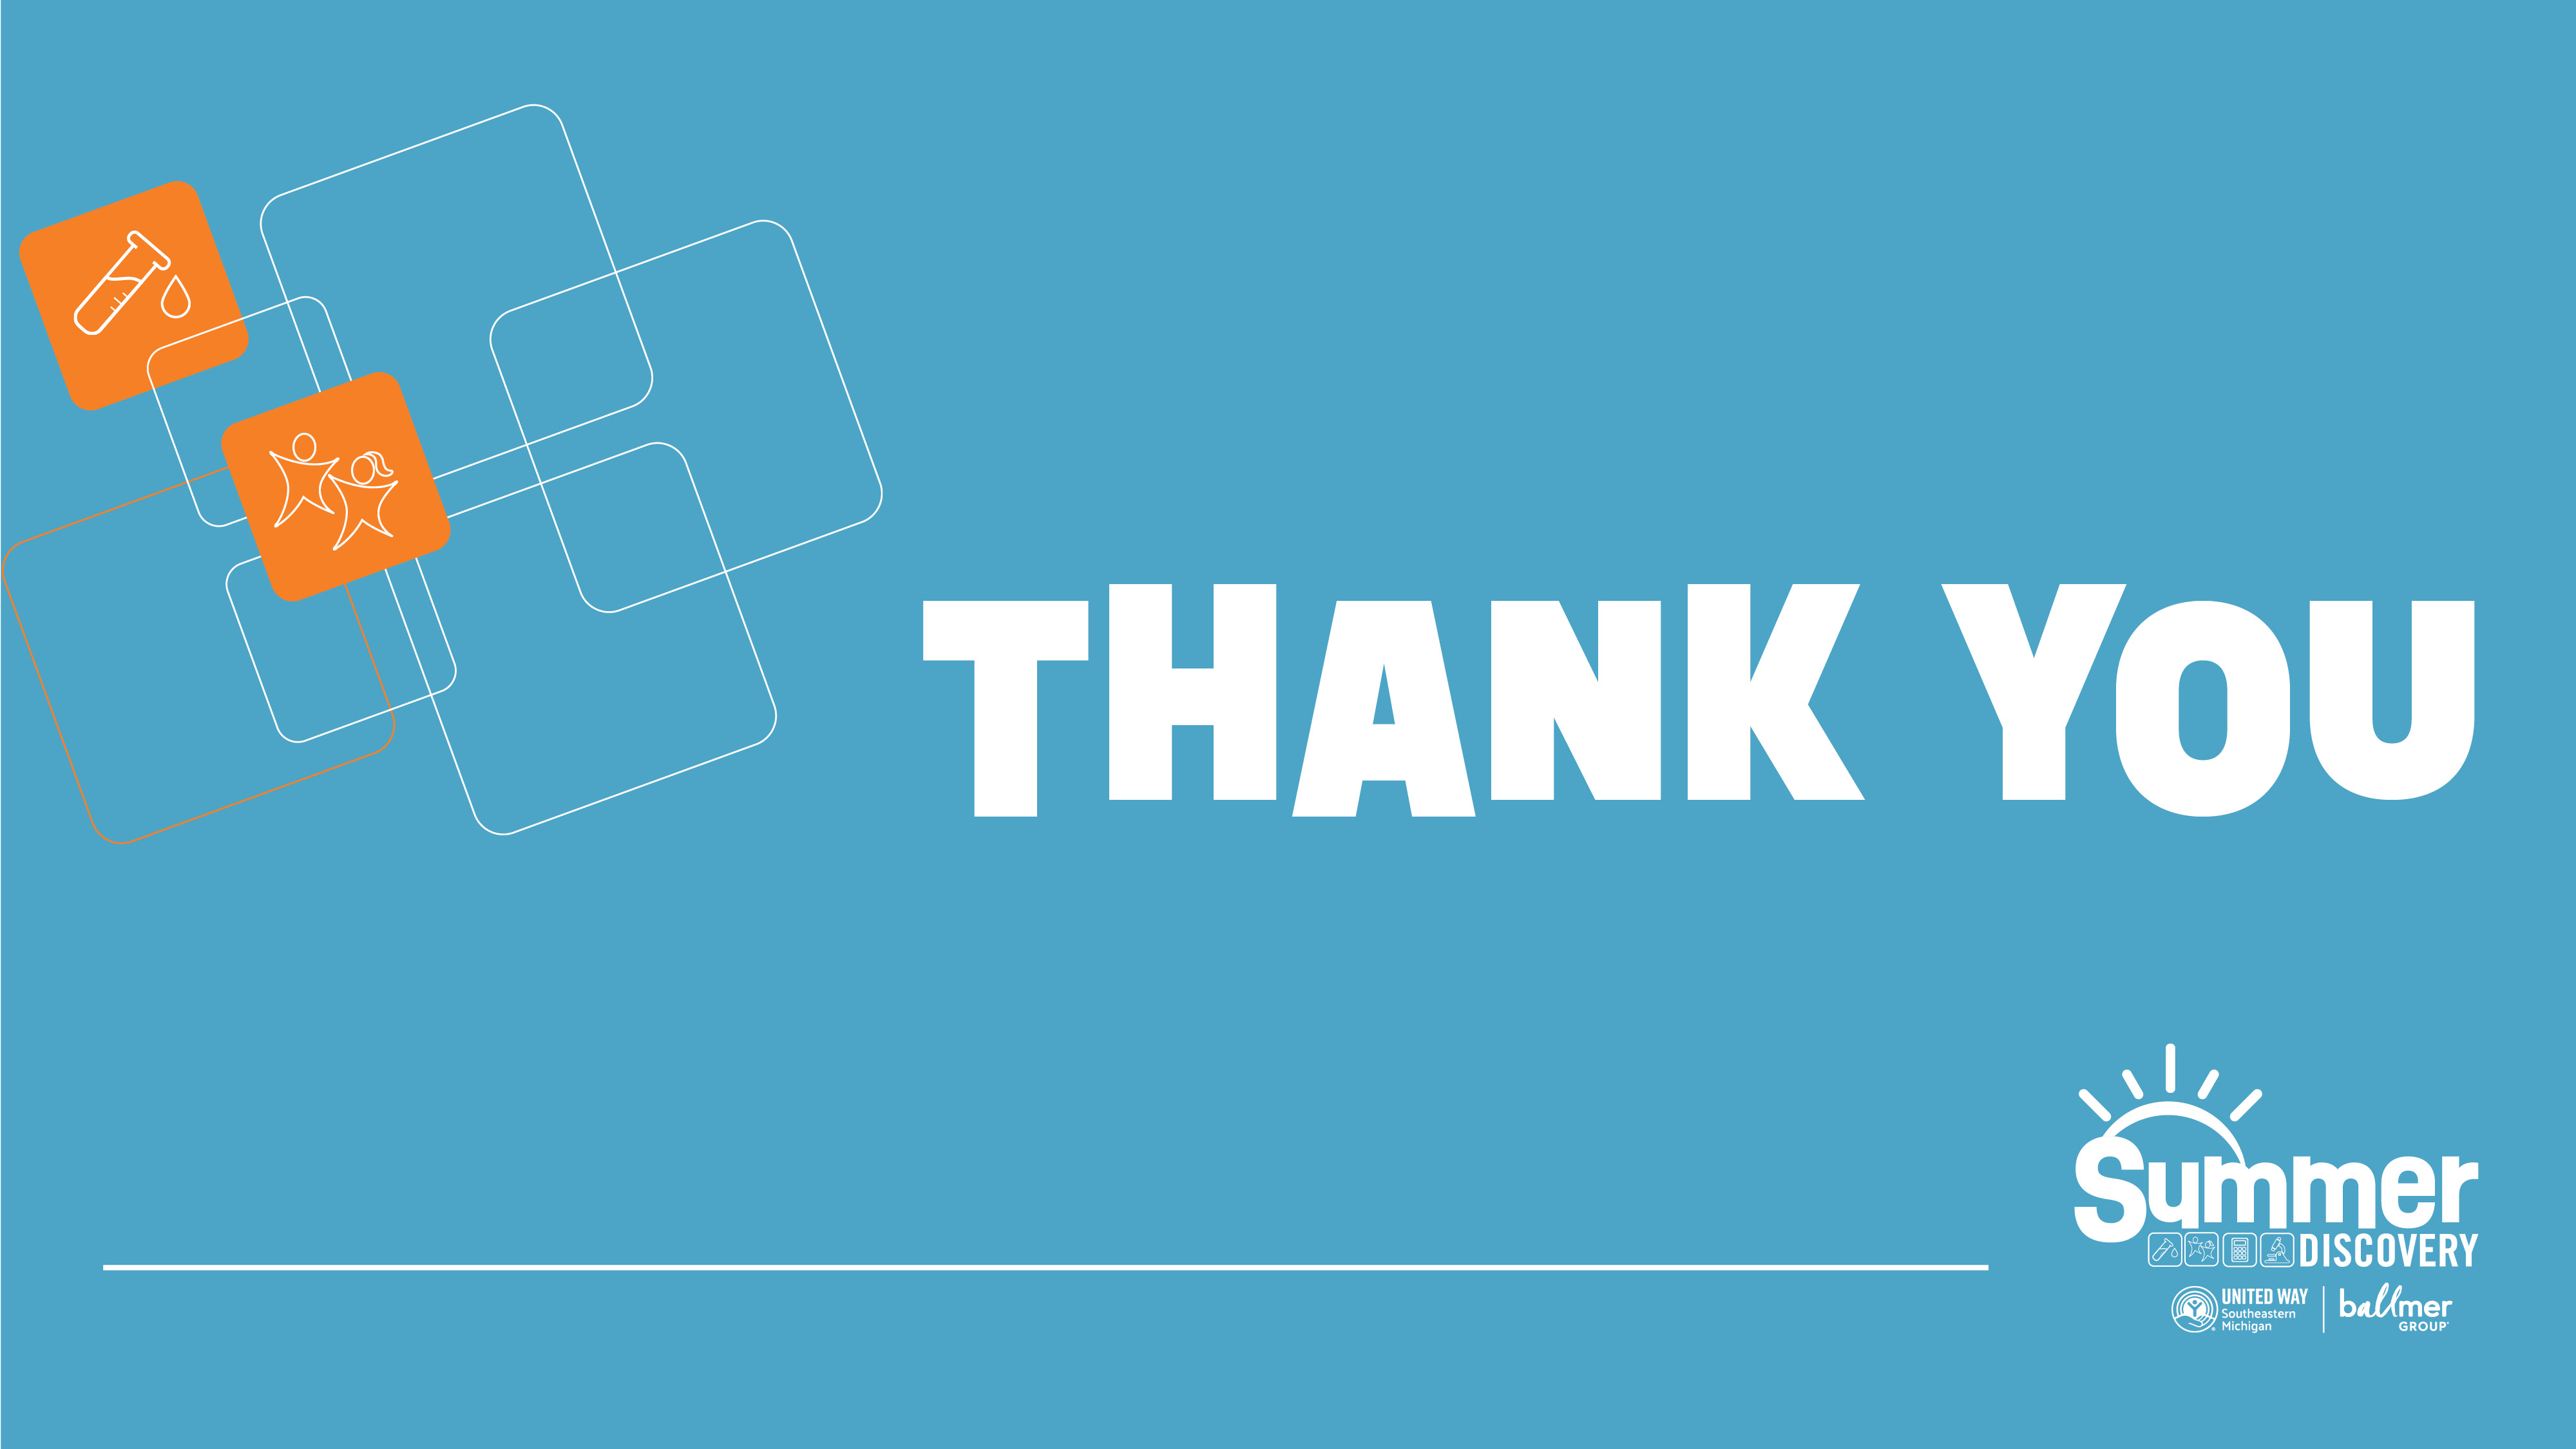 THANK YOU
Summer
DISCOVERY
UNITED WAY
Southeastern
Michigan
ballmer
GROUP